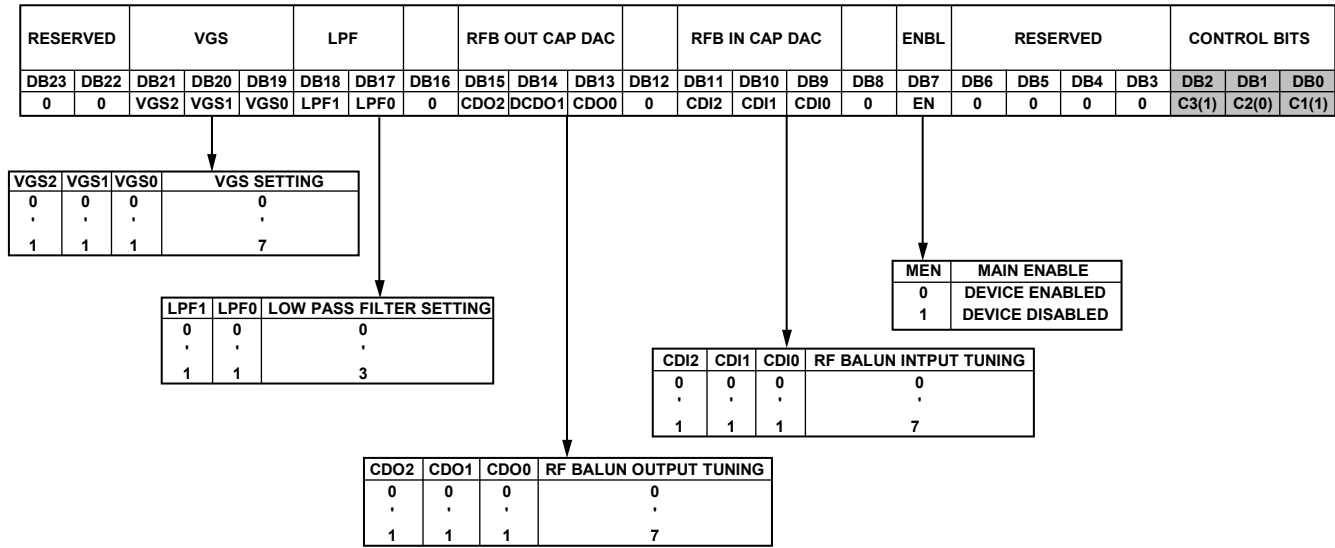 RESERVED VGS LPF RFB OUT CAP DAC RFB IN CAP DAC ENBL RESERVED CONTROL BITS
DB23 DB22 DB21 DB20 DB19 DB18 DB17 DB16 DB15 DB14 DB13 DB12 DB11 DB10 DB9 DB8 DB7 DB6 DB5 DB4 DB3 DB2 DB1 DB0
0 0 VGS2 VGS1 VGS0 LPF1 LPF0 0 CDO2 DCDO1 CDO0 0 CDI2 CDI1 CDI0 0 EN 0 0 0 0 C3(1) C2(0) C1(1)
VGS2 VGS1 VGS0 VGS SETTING
0 0 0 0
' ' ' '
1 1 1 7
MEN MAIN ENABLE
0 DEVICE ENABLED
1 DEVICE DISABLED
LPF1 LPF0 LOW PASS FILTER SETTING
0 0 0
' ' '
1 1 3
CDI2 CDI1 CDI0 RF BALUN INTPUT TUNING
0 0 0 0
' ' ' '
1 1 1 7
CDO2 CDO1 CDO0 RF BALUN OUTPUT TUNING
0 0 0 0
' ' ' '
1 1 1 7